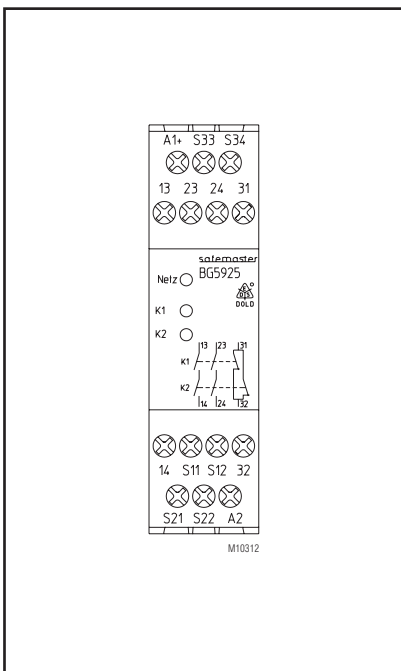 A1+ S33 S34
13 23 24 31
safemaster
Netz BG5925
DOLD
K1
K2
13 23 31
K1
K2
14 24 32
14 S11 S12 32
S21 S22 A2
M10312